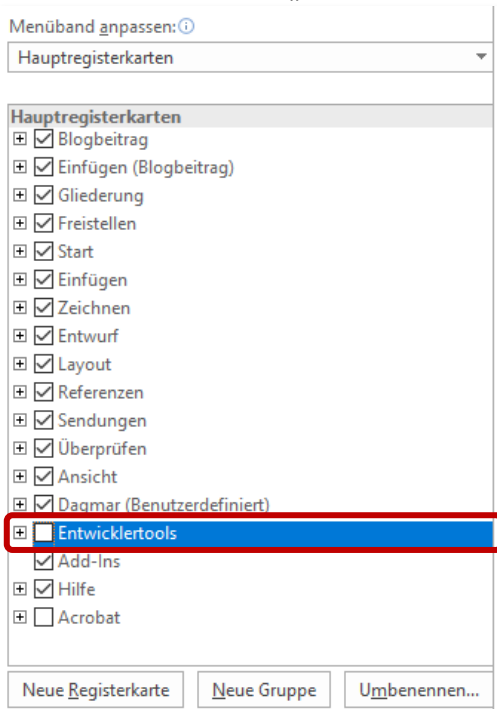 Menüband anpassen:
Hauptregisterkarten
Hauptregisterkarten
Blogbeitrag
Einfügen (Blogbeitrag)
Gliederung
Freistellen
Start
Einfügen
Zeichnen
Entwurf
Layout
Referenzen
Sendungen
Überprüfen
Ansicht
Dagmar (Benutzerdefiniert)
Entwicklertools
Add-Ins
Hilfe
Acrobat
Neue Registerkarte Neue Gruppe Umbenennen...